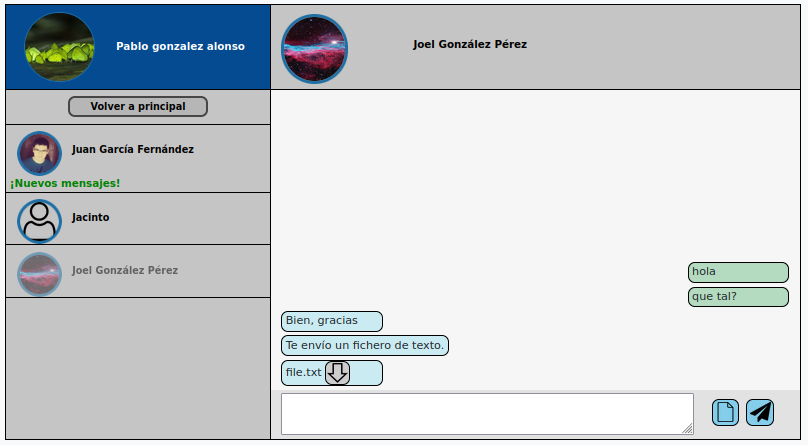 Pablo gonzalez alonso
Volver a principal
Juan García Fernández
¡Nuevos mensajes!
Jacinto
Joel González Pérez
Joel González Pérez
hola
que tal?
Bien, gracias
Te envío un fichero de texto.
file.txt